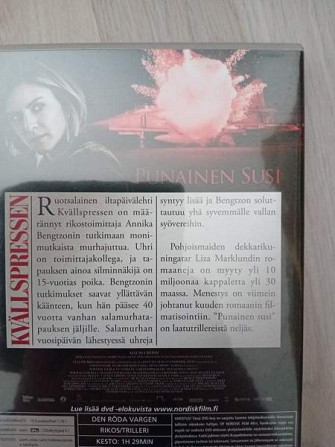 PUNAINEN SUSI
KVÄLLSPRESSEN
Ruotsalainen iltapäivälehti
Kvällspressen on mää-
rännyt rikostoimittaja Annika
Bengtzonin tutkimaan moni-
mutkaista murhajuttua. Uhri
on toimittajakollega, ja ta-
pauksen ainoa silminnäkijä on
15-vuotias poika. Bengtzonin
tutkimukset saavat yllättävän
käänteen, kun hän pääsee 40
vuotta vanhan salamurhata-
pauksen jäljille. Salamurhan
vuosipäivän lähestyessä uhreja
syntyy lisää ja Bengtzon solut-
tautuu yhä syvemmälle vallan
syövereihin.
Pohjoismaiden dekkariku-
ningatar Liza Marklundin ro-
maaneja on myyty yli 10
miljoonaa kappaletta yli 30
maassa. Menestys on viimein
johtanut kuuden romaanin fil-
matisointiin. "Punainen susi"
on laatutrillereistä neljäs.
Lue lisää dvd -elokuvista www.nordiskfilm.fi
DEN RÖDA VARGEN
RIKOS/TRILLERI
KESTO: 1H 29MIN